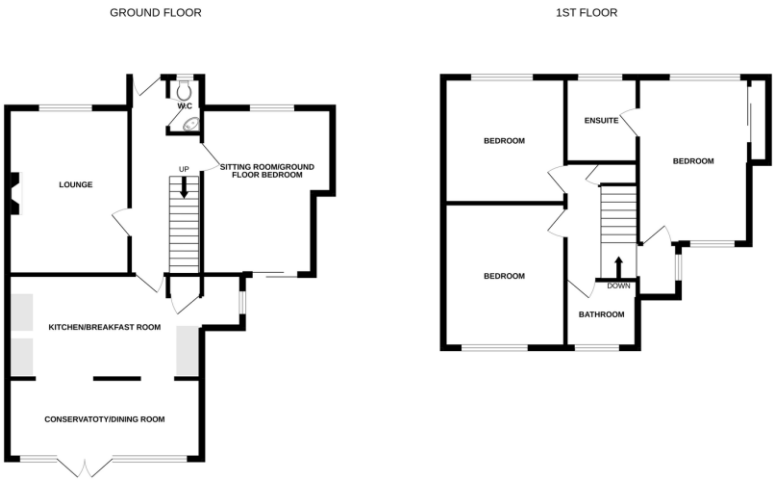 GROUND FLOOR
W.C
UP
SITTING ROOM/GROUND
FLOOR BEDROOM
LOUNGE
KITCHEN/BREAKFAST ROOM
CONSERVATOTY/DINING ROOM
1ST FLOOR
BEDROOM
ENSUITE
BEDROOM
BEDROOM
DOWN
BATHROOM